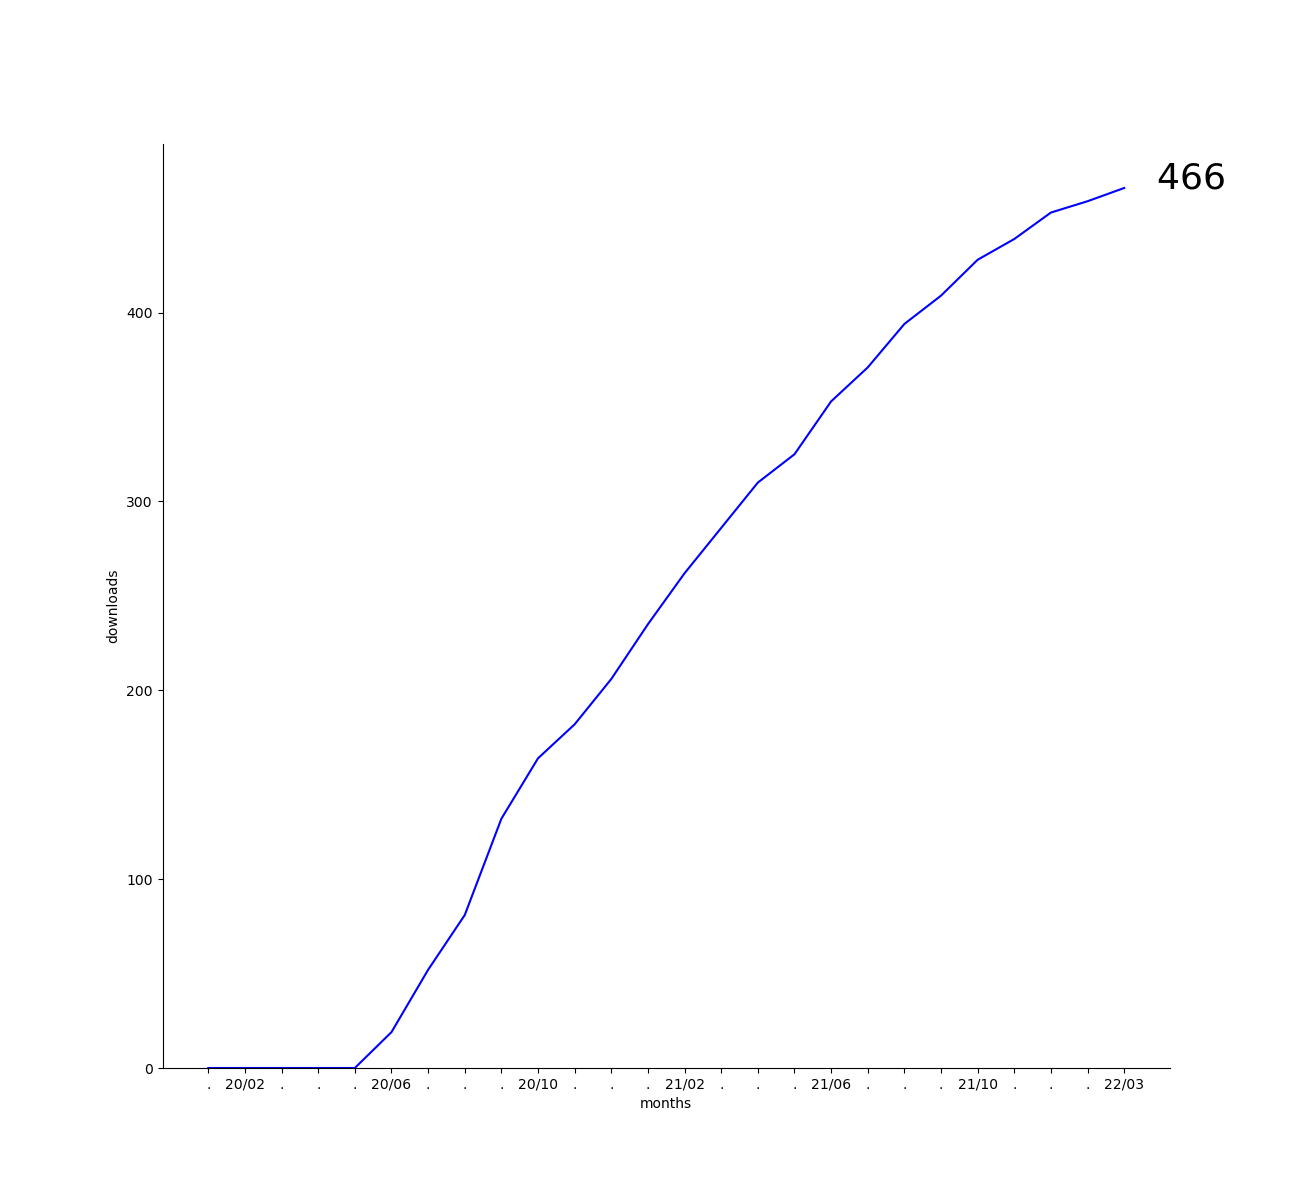 466
400
300
200
100
0
downloads
. 20/02 . . . 20/06 . . . 20/10 . . . 21/02 . . . 21/06 . . . 21/10 . . . 22/03
months